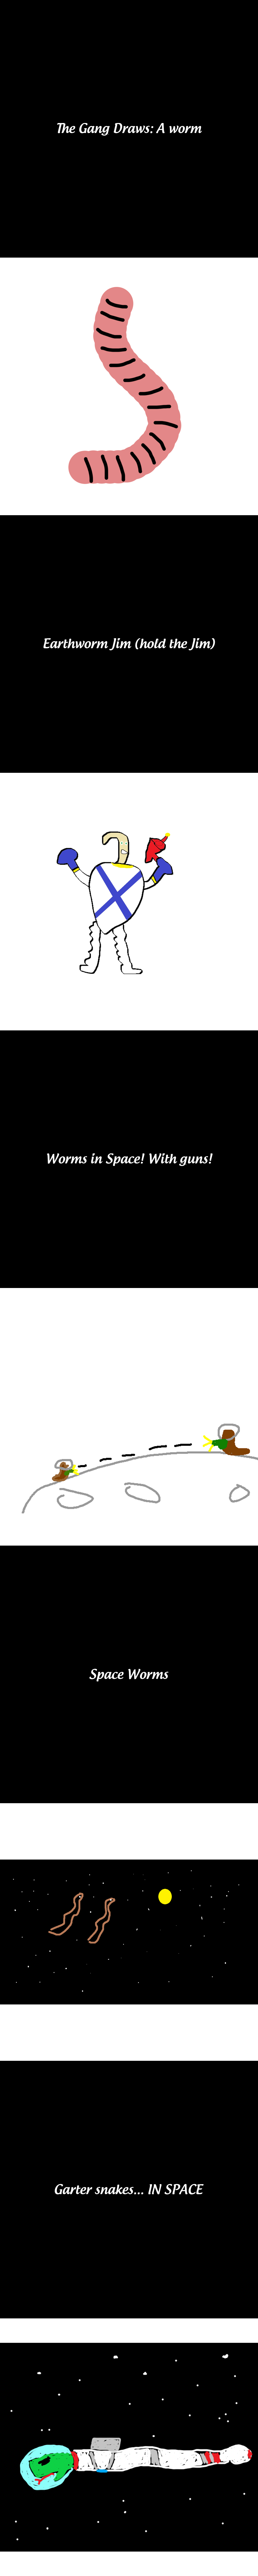 The Gang Draws: A worm
Earthworm Jim (hold the Jim)
Worms in Space! With guns!
Space Worms
Garter snakes... IN SPACE